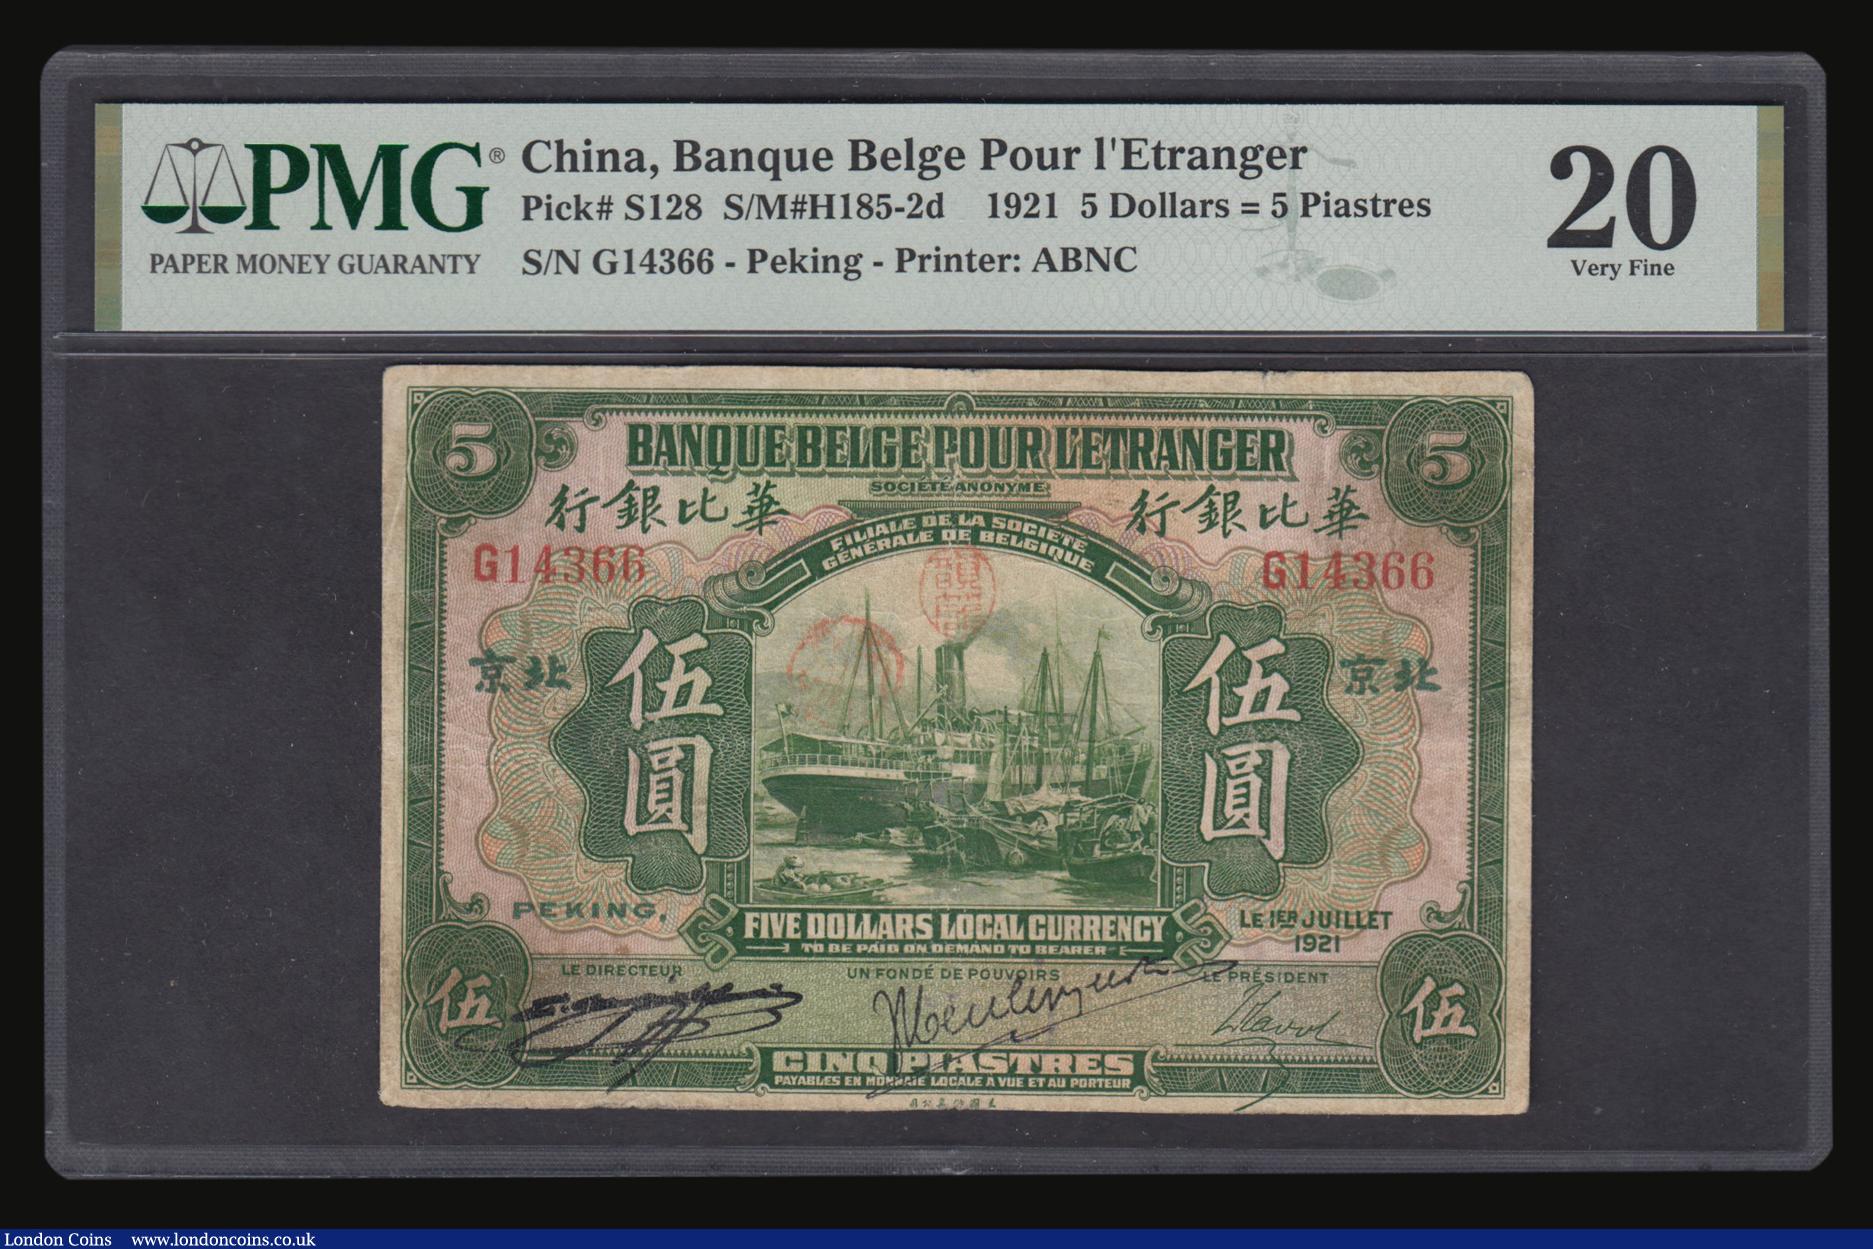 PMG®
PAPER MONEY GUARANTY
China, Banque Belge Pour l'Etranger
Pick# S128 S/M#H185-2d 1921 5 Dollars = 5 Piastres
S/N G14366 - Peking - Printer: ABNC
20
Very Fine
5 BANQUE BELGE POUR L'ETRANGER 5
SOCIÉTÉ ANONYME
行銀比華 行銀比華
FILIALE DE LA SOCIÉTÉ
GÉNÉRALE DE BELGIQUE
G14366 G14366
京北 伍圓 伍圓 京北
PEKING,
LE 1ER JUILLET
1921
FIVE DOLLARS LOCAL CURRENCY
TO BE PAID ON DEMAND TO BEARER
LE DIRECTEUR UN FONDÉ DE POUVOIRS LE PRÉSIDENT
伍 伍
CINQ PIASTRES
PAYABLES EN MONNAIE LOCALE A VUE ET AU PORTEUR
London Coins www.londoncoins.co.uk